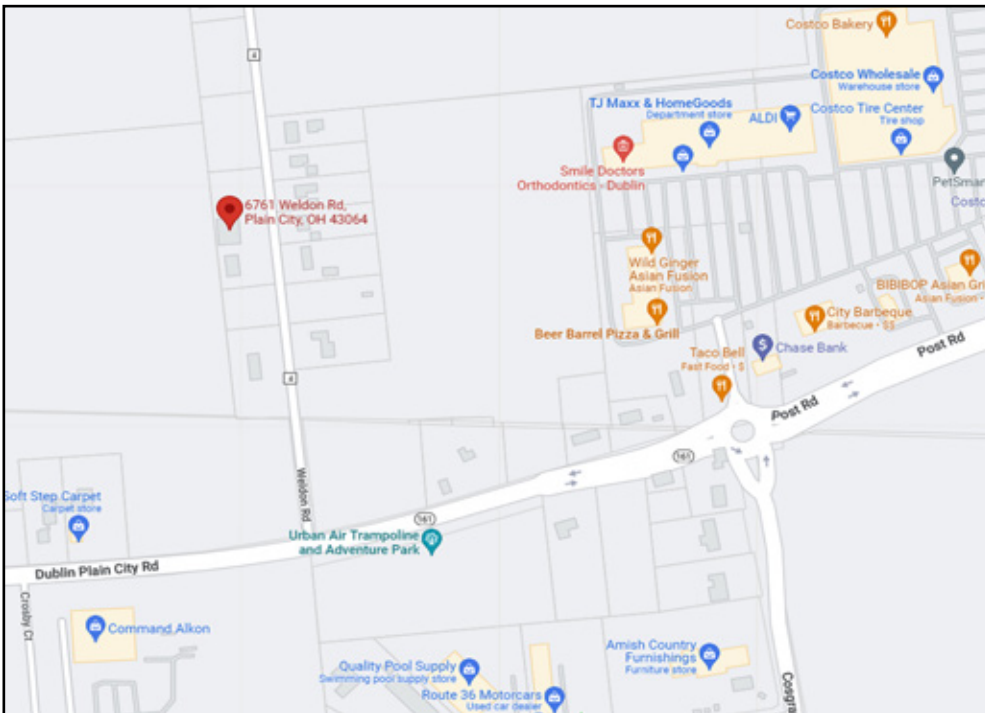 Costco Bakery
4
Costco Wholesale
Warehouse store
TJ Maxx & HomeGoods
Department store
ALDI
Costco Tire Center
Tire shop
Smile Doctors
Orthodontics - Dublin
6761 Weldon Rd,
Plain City, OH 43064
Wild Ginger
Asian Fusion
Asian Fusion
BIBIBOP Asian
Asian Fusion
City Barbeque
Barbecue · $$
Beer Barrel Pizza & Grill
Chase Bank
Taco Bell
Fast Food · $
Post Rd
4
Post Rd
161
Weldon Rd
Soft Step Carpet
Carpet store
161
Urban Air Trampoline
and Adventure Park
Dublin Plain City Rd
Crosby Ct
Command Alkon
Amish Country
Furnishings
Furniture store
Quality Pool Supply
Swimming pool supply store
Route 36 Motorcars
Used car dealer